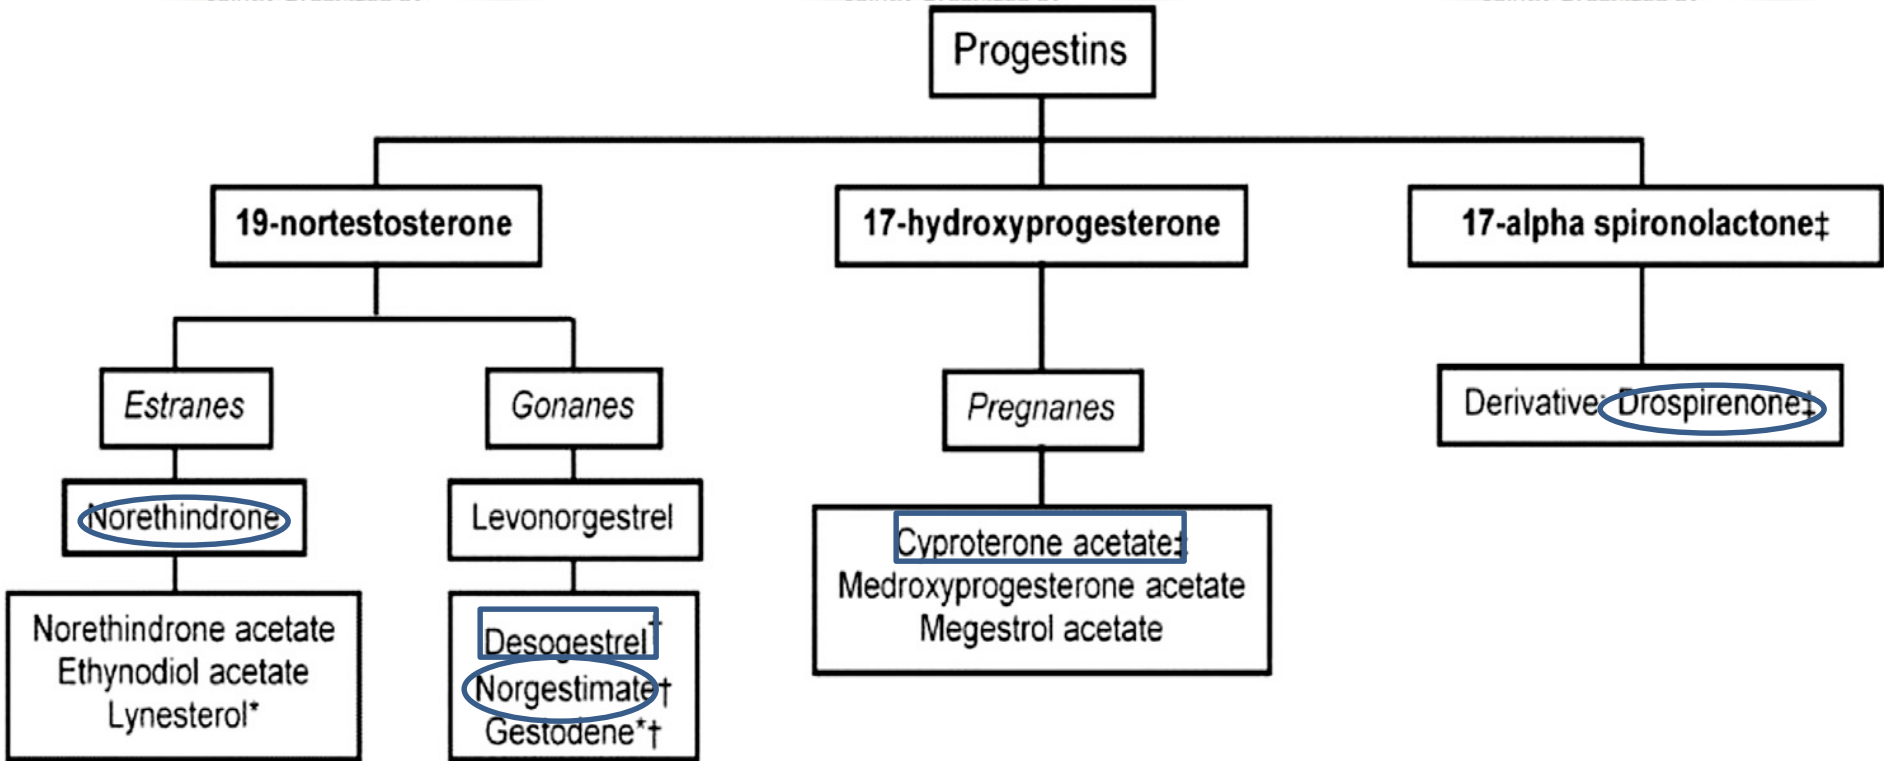 Progestins
19-nortestosterone
17-hydroxyprogesterone
17-alpha spironolactone‡
Estranes
Gonanes
Pregnanes
Derivative: Drospirenone‡
Norethindrone
Levonorgestrel
Cyproterone acetate‡
Medroxyprogesterone acetate
Megestrol acetate
Norethindrone acetate
Ethynodiol acetate
Lynesterol*
Desogestrel†
Norgestimate†
Gestodene*†